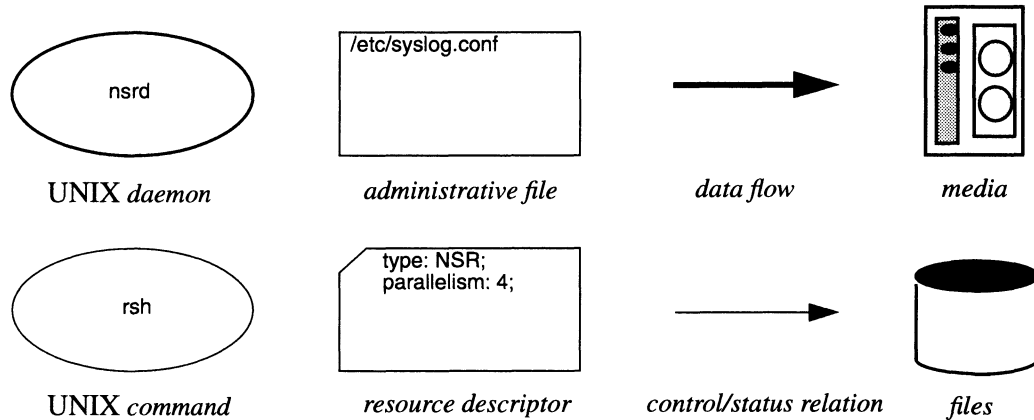 nsrd
/etc/syslog.conf
UNIX daemon
administrative file
data flow
media
rsh
type: NSR;
parallelism: 4;
UNIX command
resource descriptor
control/status relation
files